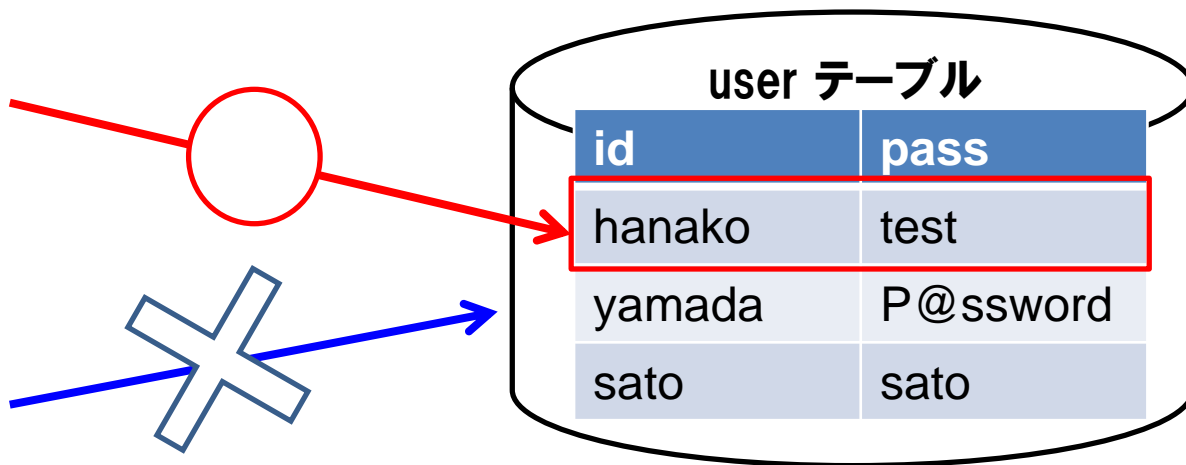 user テーブル
id pass
hanako test
yamada P@ssword
sato sato